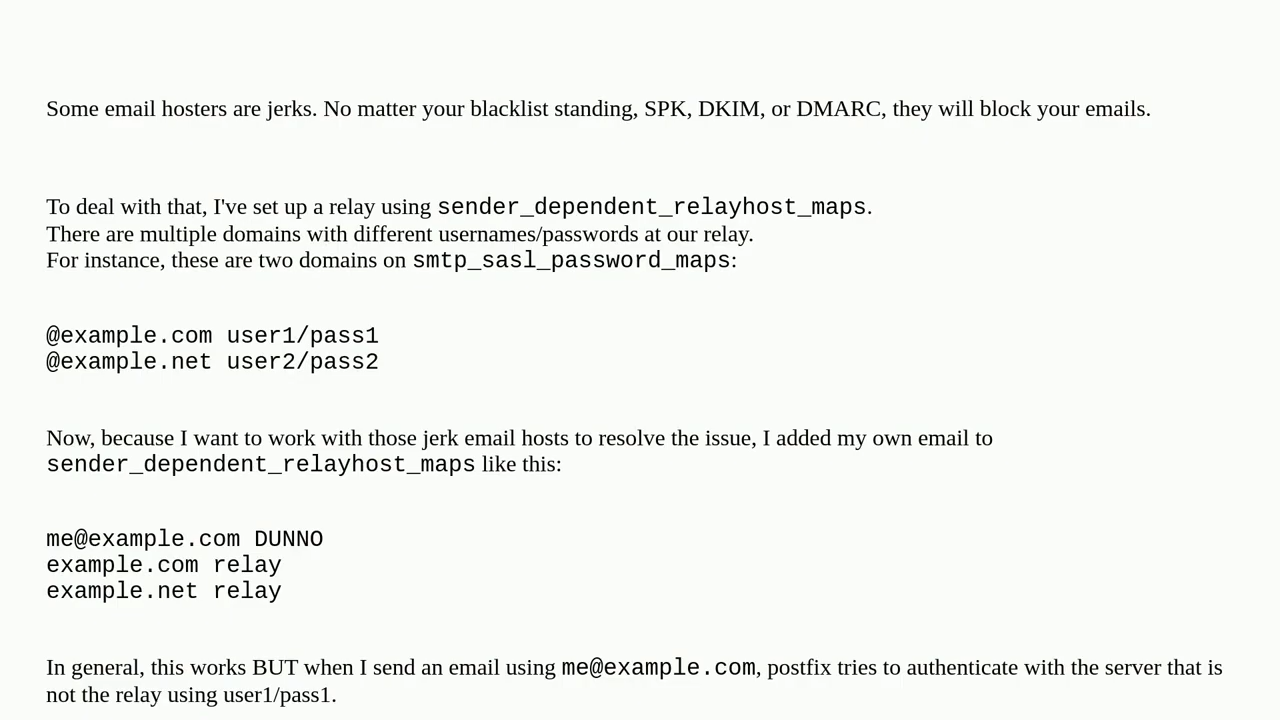 Some email hosters are jerks. No matter your blacklist standing, SPK, DKIM, or DMARC, they will block your emails.
To deal with that, I've set up a relay using sender_dependent_relayhost_maps.
There are multiple domains with different usernames/passwords at our relay.
For instance, these are two domains on smtp_sasl_password_maps:
@example.com user1/pass1
@example.net user2/pass2
Now, because I want to work with those jerk email hosts to resolve the issue, I added my own email to
sender_dependent_relayhost_maps like this:
me@example.com DUNNO
example.com relay
example.net relay
In general, this works BUT when I send an email using me@example.com, postfix tries to authenticate with the server that is
not the relay using user1/pass1.